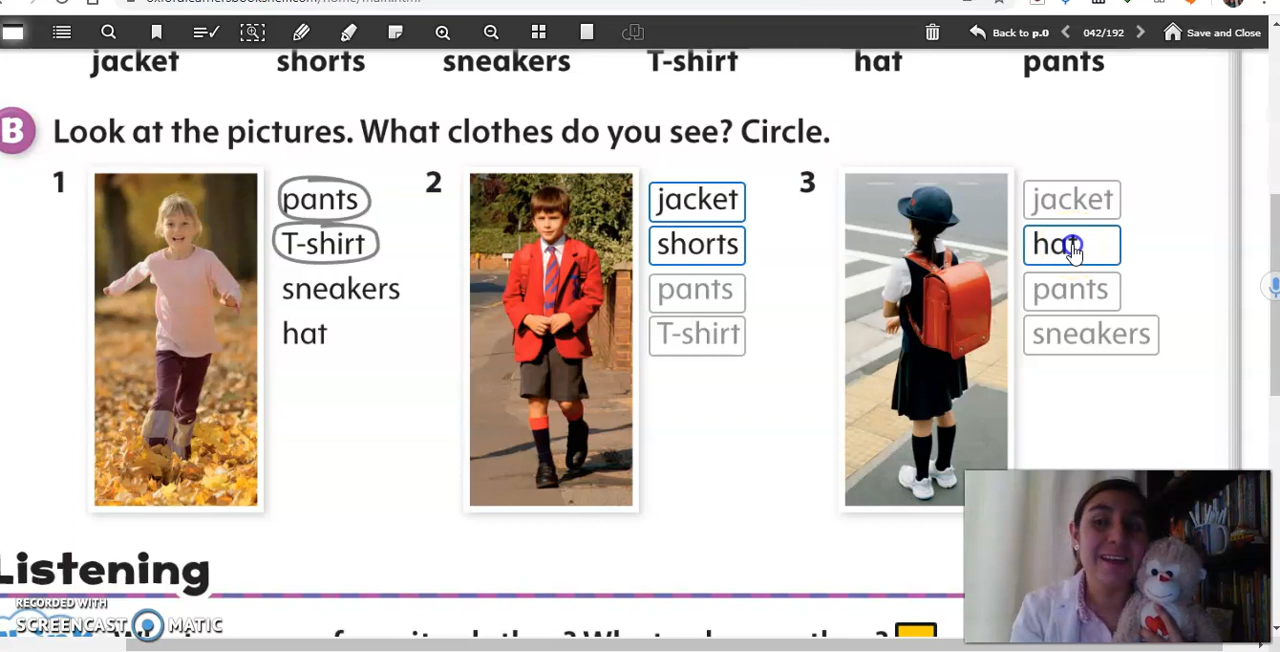 Back to p.0
042/192
Save and Close
jacket shorts sneakers T-shirt hat pants
B Look at the pictures. What clothes do you see? Circle.
1
pants
T-shirt
sneakers
hat
2
jacket
shorts
pants
T-shirt
3
jacket
hat
pants
sneakers
Listening
RECORDED WITH
SCREENCAST MATIC